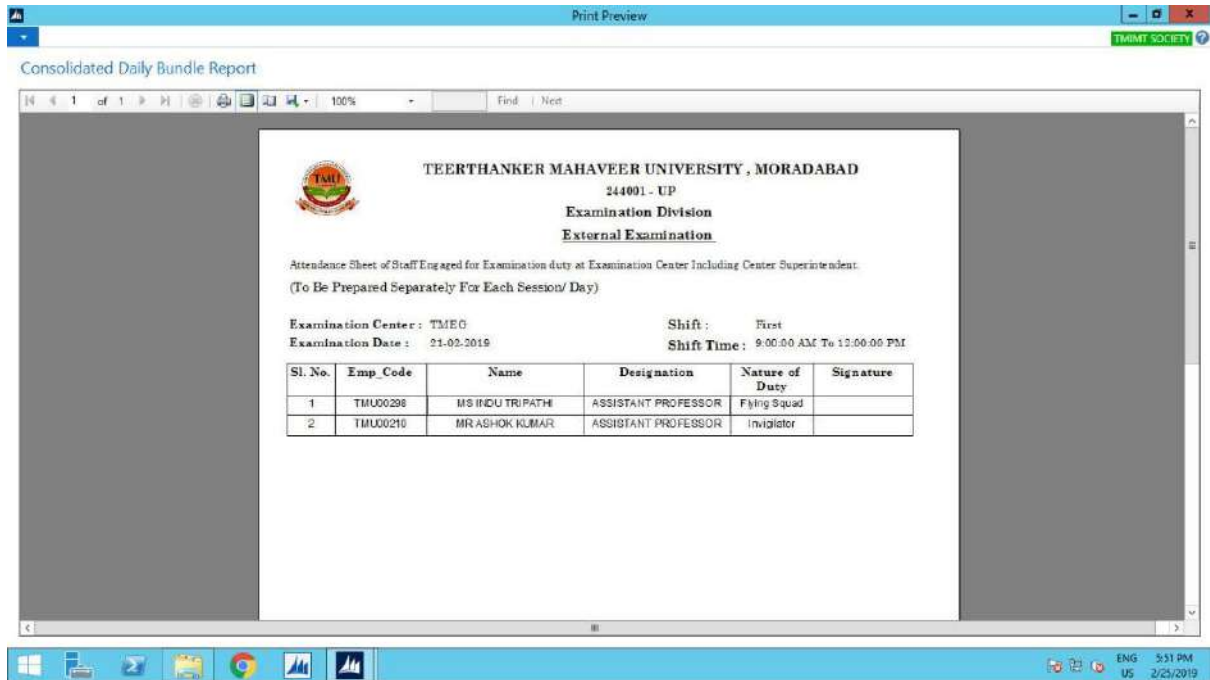 Print Preview
TMIMT SOCIETY
Consolidated Daily Bundle Report
1 of 1 100% Find | Next
TMU
TEERTHANKER MAHAVEER UNIVERSITY , MORADABAD
244001 - UP
Examination Division
External Examination
Attendance Sheet of Staff Engaged for Examination duty at Examination Center Including Center Superintendent.
(To Be Prepared Separately For Each Session/ Day)
Examination Center : TMEG Shift : First
Examination Date : 21-02-2019 Shift Time : 9:00:00 AM To 12:00:00 PM
Sl. No. Emp_Code Name Designation Nature of Duty Signature
1 TMU00298 MS INDU TRIPATHI ASSISTANT PROFESSOR Flying Squad
2 TMU00210 MR ASHOK KUMAR ASSISTANT PROFESSOR Invigilator
ENG 5:51 PM
US 2/25/2019